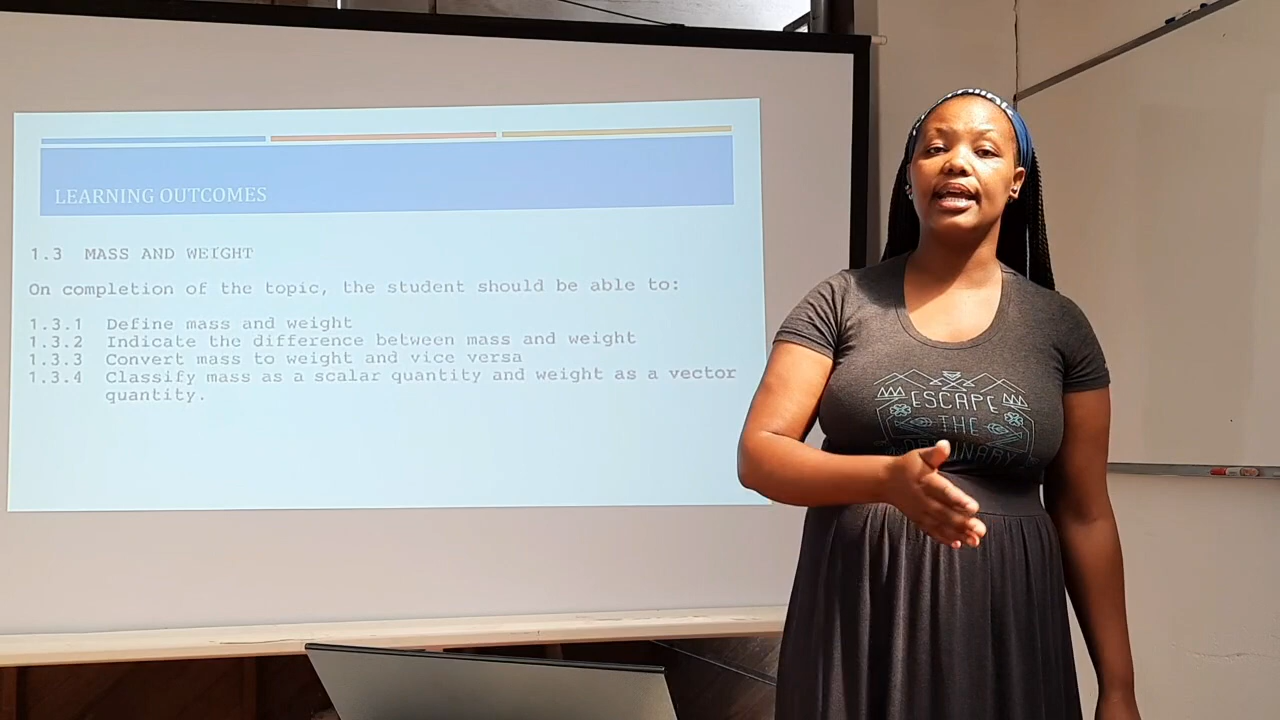 LEARNING OUTCOMES
1.3 MASS AND WEIGHT
On completion of the topic, the student should be able to:
1.3.1 Define mass and weight
1.3.2 Indicate the difference between mass and weight
1.3.3 Convert mass to weight and vice versa
1.3.4 Classify mass as a scalar quantity and weight as a vector
quantity.
ESCAPE
THE
ORDINARY